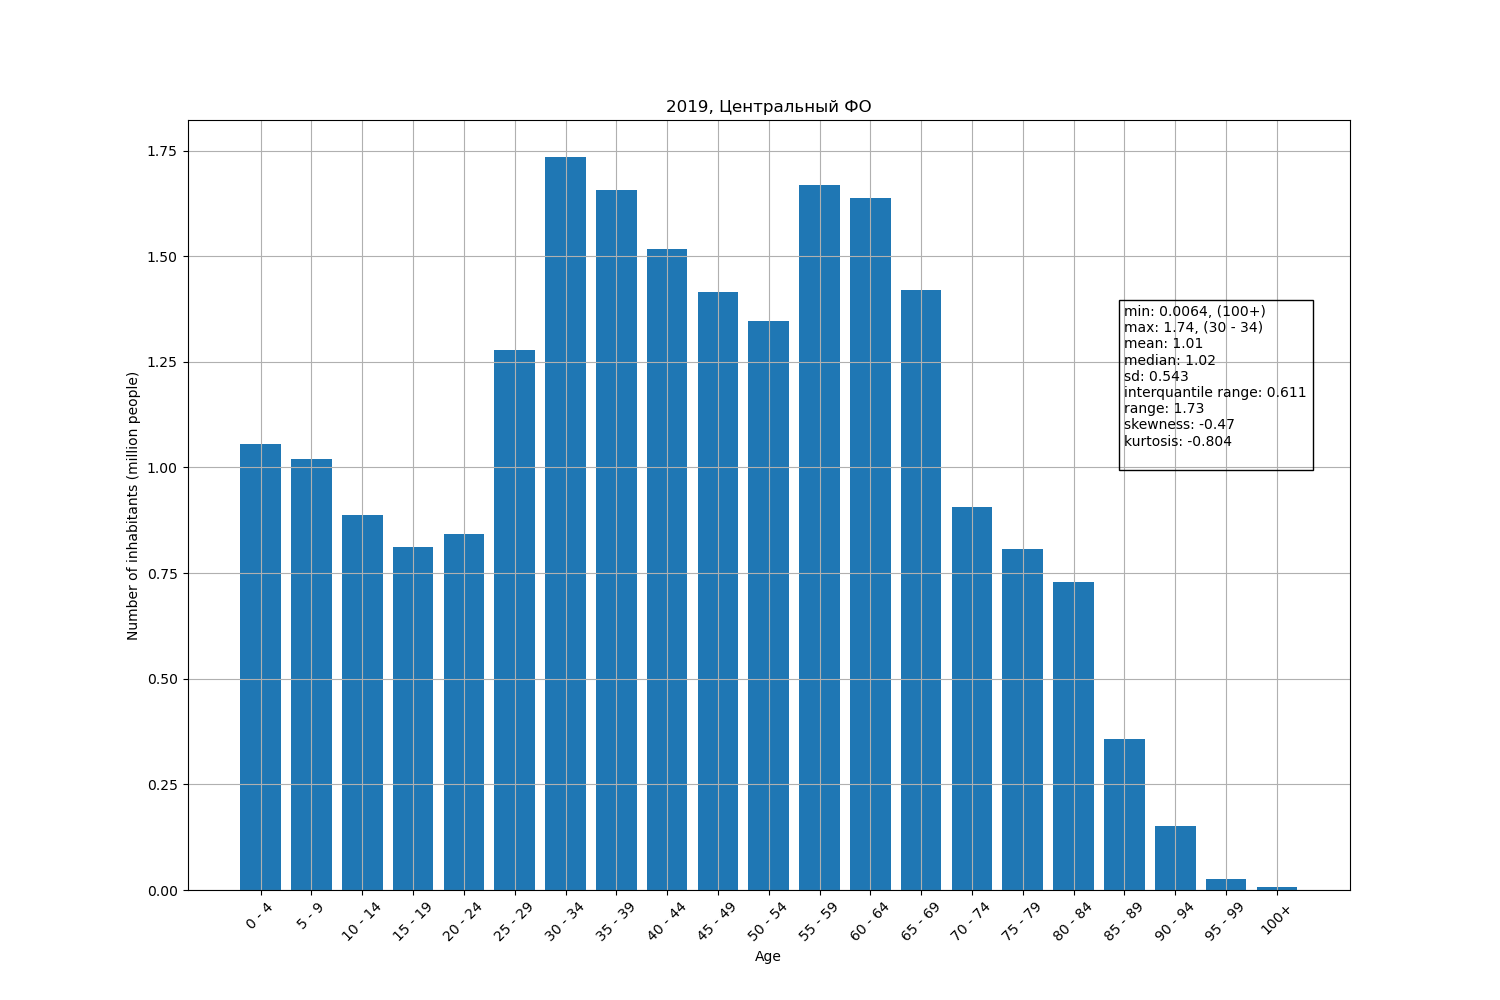 2019, Центральный ФО
Number of inhabitants (million people)
1.75
1.50
1.25
1.00
0.75
0.50
0.25
0.00
min: 0.0064, (100+)
max: 1.74, (30 - 34)
mean: 1.01
median: 1.02
sd: 0.543
interquantile range: 0.611
range: 1.73
skewness: -0.47
kurtosis: -0.804
0 - 4
5 - 9
10 - 14
15 - 19
20 - 24
25 - 29
30 - 34
35 - 39
40 - 44
45 - 49
50 - 54
55 - 59
60 - 64
65 - 69
70 - 74
75 - 79
80 - 84
85 - 89
90 - 94
95 - 99
100+
Age